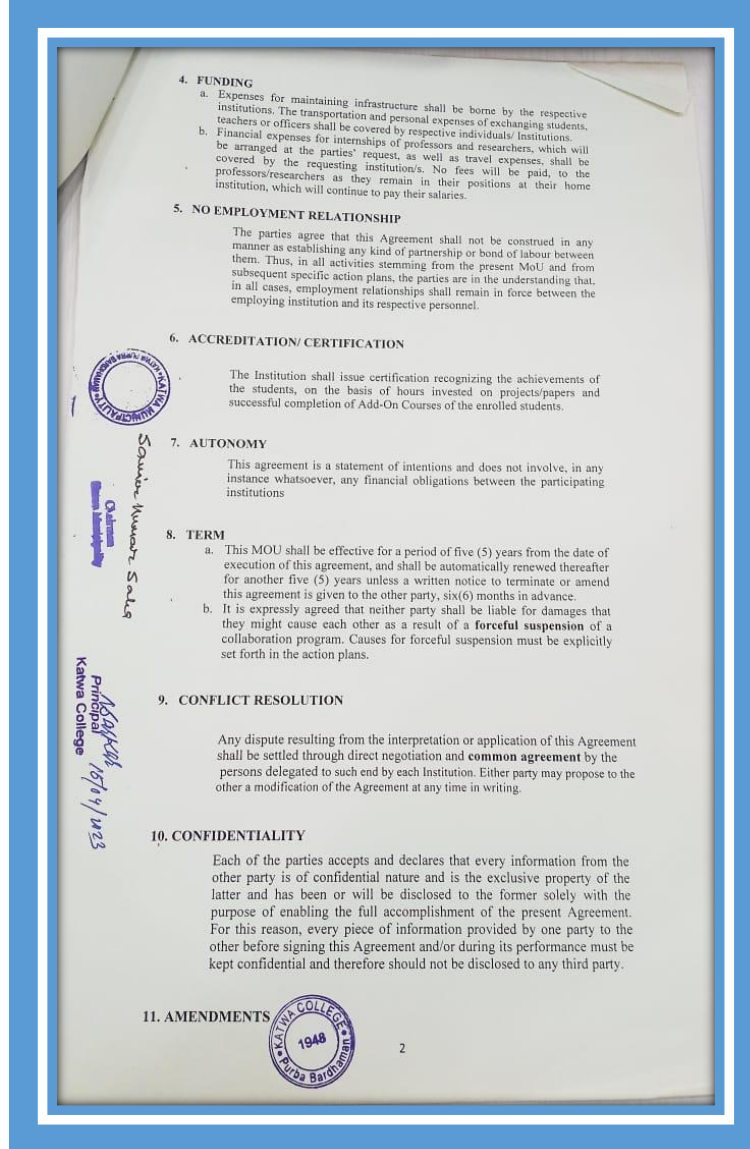 4. FUNDING
a. Expenses for maintaining infrastructure shall be borne by the respective
institutions. The transportation and personal expenses of exchanging students,
teachers or officers shall be covered by respective individuals/ Institutions.
b. Financial expenses for internships of professors and researchers, which will
be arranged at the parties' request, as well as travel expenses, shall be
covered by the requesting institution/s. No fees will be paid, to the
professors/researchers as they remain in their positions at their home
institution, which will continue to pay their salaries.
5. NO EMPLOYMENT RELATIONSHIP
The parties agree that this Agreement shall not be construed in any
manner as establishing any kind of partnership or bond of labour between
them. Thus, in all activities stemming from the present MoU and from
subsequent specific action plans, the parties are in the understanding that,
in all cases, employment relationships shall remain in force between the
employing institution and its respective personnel.
6. ACCREDITATION/ CERTIFICATION
The Institution shall issue certification recognizing the achievements of
the students, on the basis of hours invested on projects/papers and
successful completion of Add-On Courses of the enrolled students.
KATWA MUNICIPALITY
7. AUTONOMY
This agreement is a statement of intentions and does not involve, in any
instance whatsoever, any financial obligations between the participating
institutions
Chairman
Municipality
8. TERM
a. This MOU shall be effective for a period of five (5) years from the date of
execution of this agreement, and shall be automatically renewed thereafter
for another five (5) years unless a written notice to terminate or amend
this agreement is given to the other party, six(6) months in advance.
b. It is expressly agreed that neither party shall be liable for damages that
they might cause each other as a result of a forceful suspension of a
collaboration program. Causes for forceful suspension must be explicitly
set forth in the action plans.
9. CONFLICT RESOLUTION
Any dispute resulting from the interpretation or application of this Agreement
shall be settled through direct negotiation and common agreement by the
persons delegated to such end by each Institution. Either party may propose to the
other a modification of the Agreement at any time in writing.
15/04/2023
Principal
Katwa College
10. CONFIDENTIALITY
Each of the parties accepts and declares that every information from the
other party is of confidential nature and is the exclusive property of the
latter and has been or will be disclosed to the former solely with the
purpose of enabling the full accomplishment of the present Agreement.
For this reason, every piece of information provided by one party to the
other before signing this Agreement and/or during its performance must be
kept confidential and therefore should not be disclosed to any third party.
11. AMENDMENTS
KATWA COLLEGE
1948
Purba Bardhaman
2